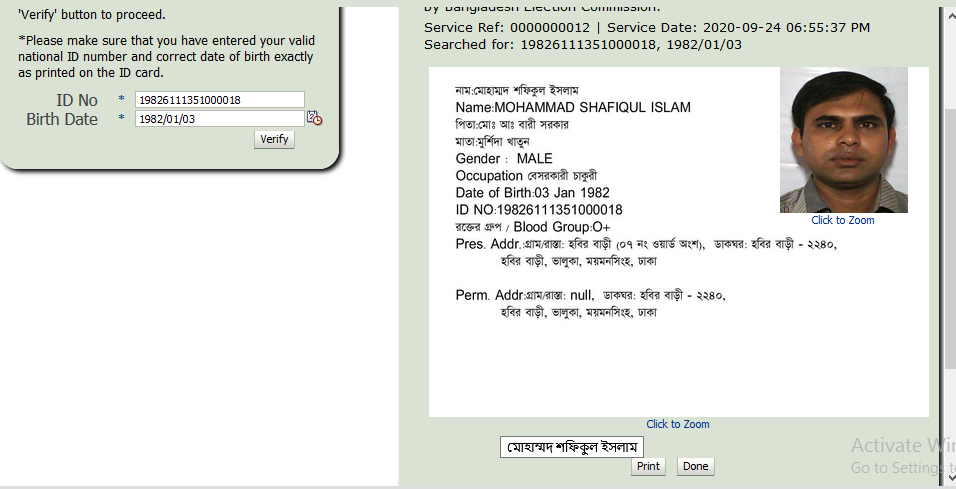 'Verify' button to proceed.
*Please make sure that you have entered your valid
national ID number and correct date of birth exactly
as printed on the ID card.
ID No * 19826111351000018
Birth Date * 1982/01/03
Verify
by Bangladesh Election Commission.
Service Ref: 0000000012 | Service Date: 2020-09-24 06:55:37 PM
Searched for: 19826111351000018, 1982/01/03
নাম:মোহাম্মদ শফিকুল ইসলাম
Name:MOHAMMAD SHAFIQUL ISLAM
পিতা:মোঃ আঃ বারী সরকার
মাতা:মুর্শিদা খাতুন
Gender : MALE
Occupation বেসরকারী চাকুরী
Date of Birth:03 Jan 1982
ID NO:19826111351000018
রক্তের গ্রুপ / Blood Group:O+
Pres. Addr.:গ্রাম/রাস্তা: হবির বাড়ী (০৭ নং ওয়ার্ড অংশ), ডাকঘর: হবির বাড়ী - ২২৪০,
হবির বাড়ী, ভালুকা, ময়মনসিংহ, ঢাকা
Perm. Addr:গ্রাম/রাস্তা: null, ডাকঘর: হবির বাড়ী - ২২৪০,
হবির বাড়ী, ভালুকা, ময়মনসিংহ, ঢাকা
Click to Zoom
Click to Zoom
মোহাম্মদ শফিকুল ইসলাম
Print Done
Activate Win
Go to Settings t